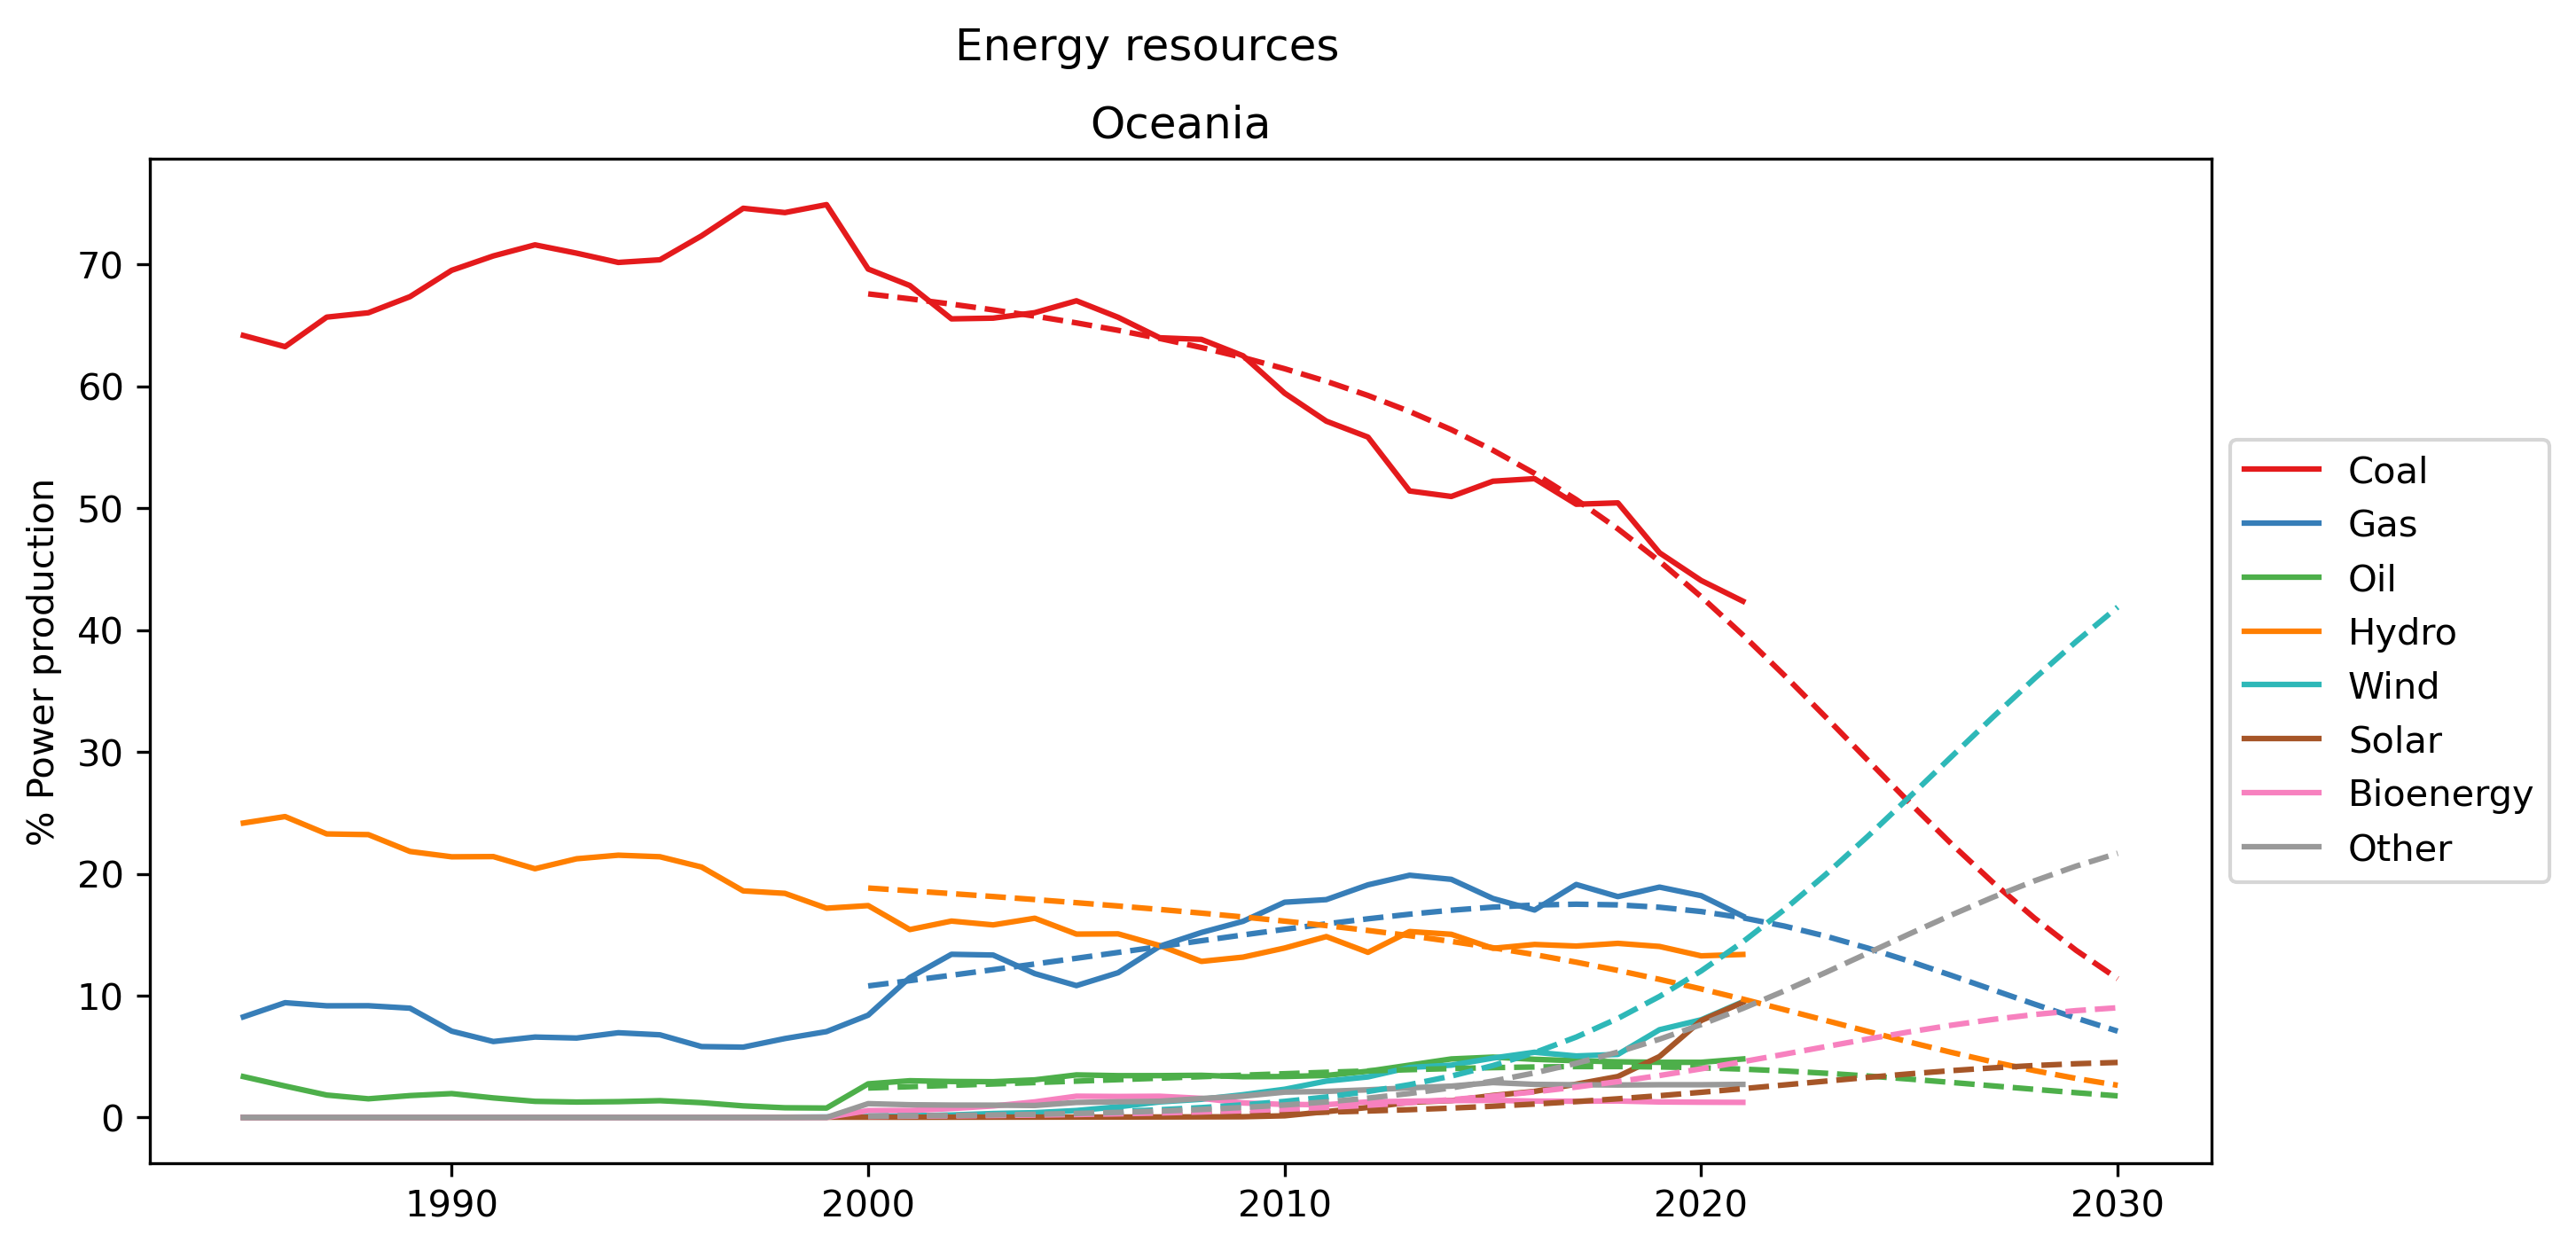 Energy resources
Oceania
% Power production
70
60
50
40
30
20
10
0
1990 2000 2010 2020 2030
Coal
Gas
Oil
Hydro
Wind
Solar
Bioenergy
Other